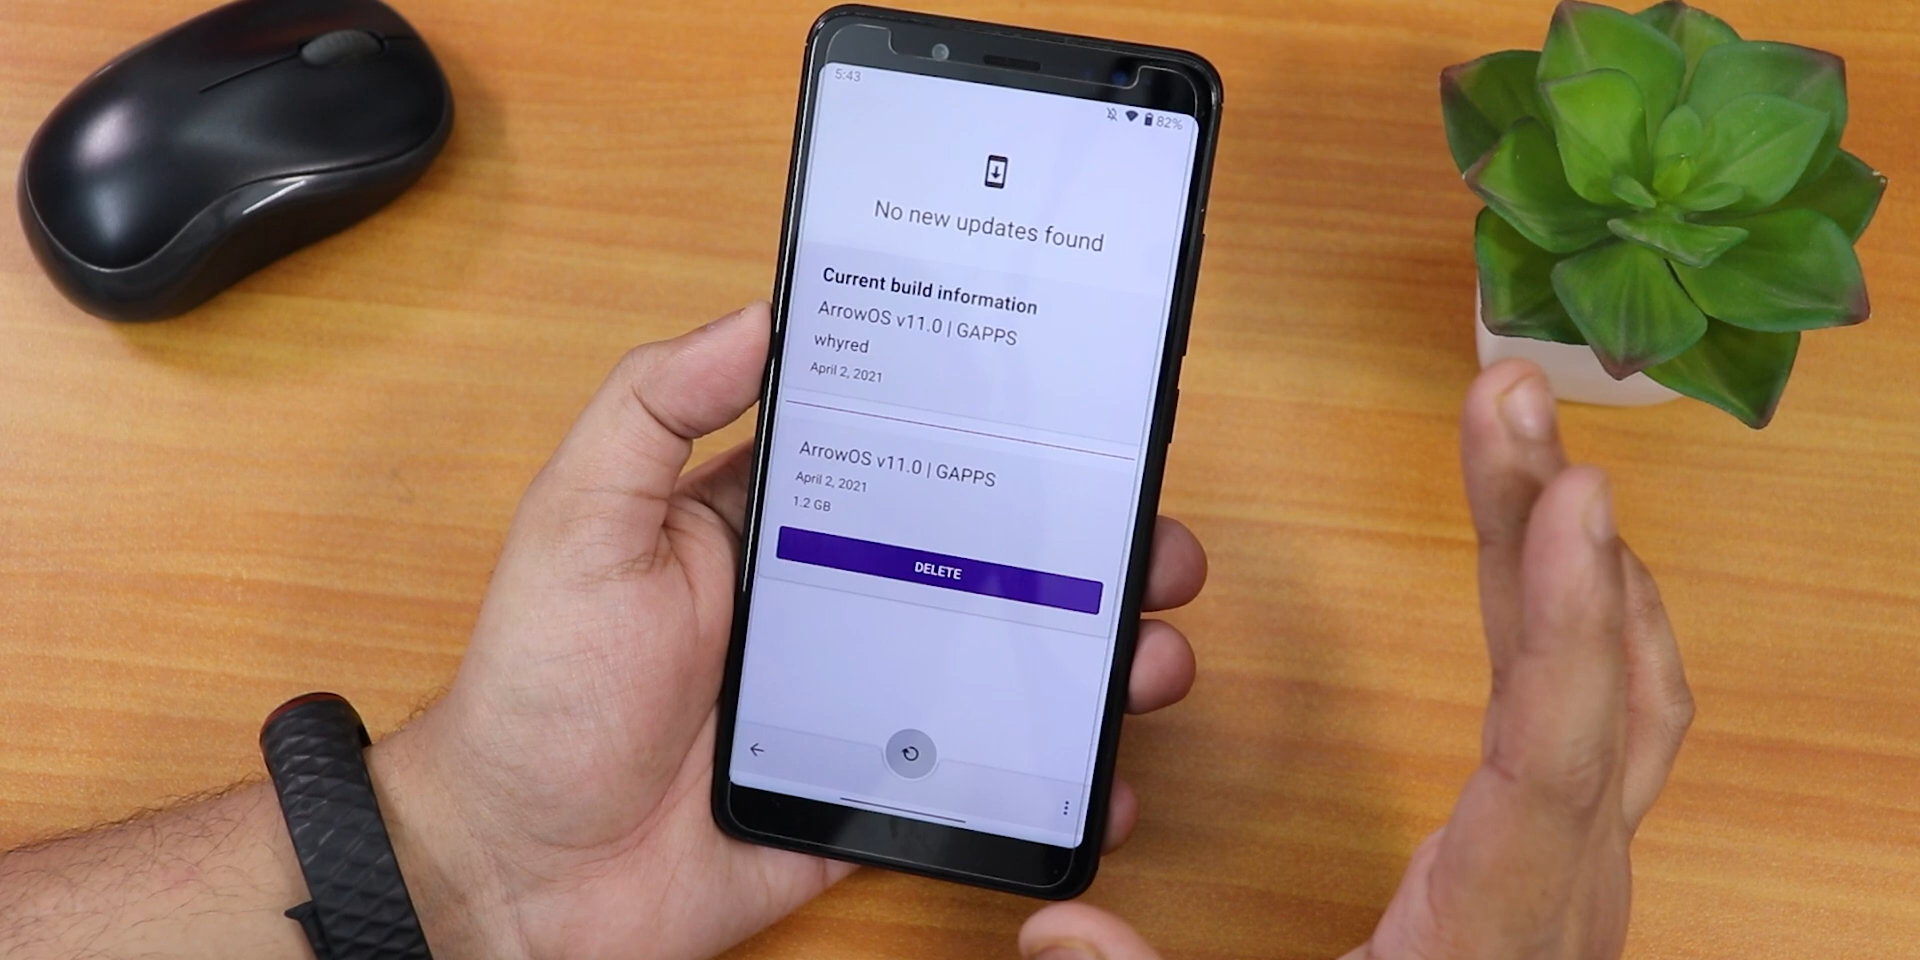 5:43
82%
No new updates found
Current build information
ArrowOS v11.0 | GAPPS
whyred
April 2, 2021
ArrowOS v11.0 | GAPPS
April 2, 2021
1.2 GB
DELETE